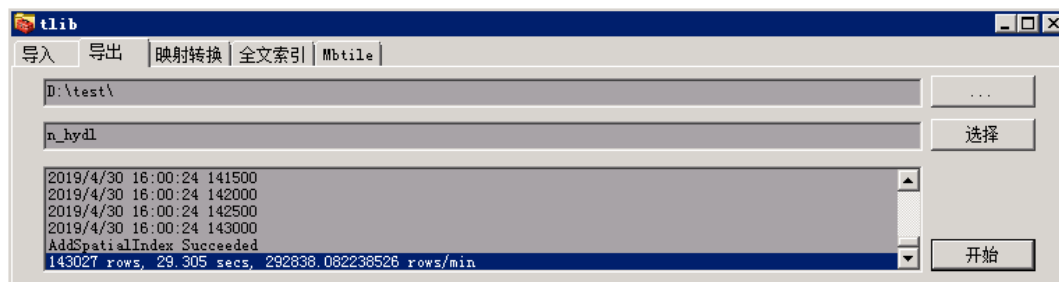 tlib
导入 导出 映射转换 全文索引 Mbtile
D:\test\ ...
n_hydl 选择
2019/4/30 16:00:24 141500
2019/4/30 16:00:24 142000
2019/4/30 16:00:24 142500
2019/4/30 16:00:24 143000
AddSpatialIndex Succeeded
143027 rows, 29.305 secs, 292838.082238526 rows/min
开始